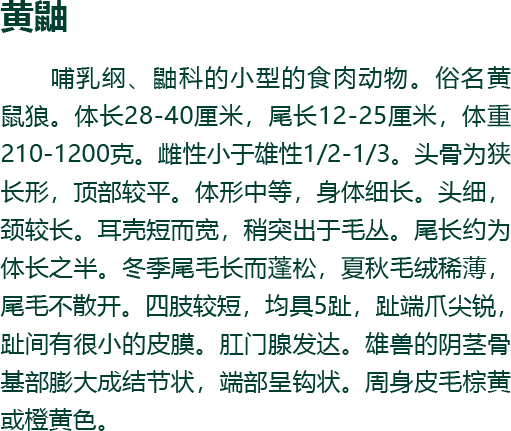 黄鼬
哺乳纲、鼬科的小型的食肉动物。俗名黄
鼠狼。体长28-40厘米，尾长12-25厘米，体重
210-1200克。雌性小于雄性1/2-1/3。头骨为狭
长形，顶部较平。体形中等，身体细长。头细，
颈较长。耳壳短而宽，稍突出于毛丛。尾长约为
体长之半。冬季尾毛长而蓬松，夏秋毛绒稀薄，
尾毛不散开。四肢较短，均具5趾，趾端爪尖锐，
趾间有很小的皮膜。肛门腺发达。雄兽的阴茎骨
基部膨大成结节状，端部呈钩状。周身皮毛棕黄
或橙黄色。